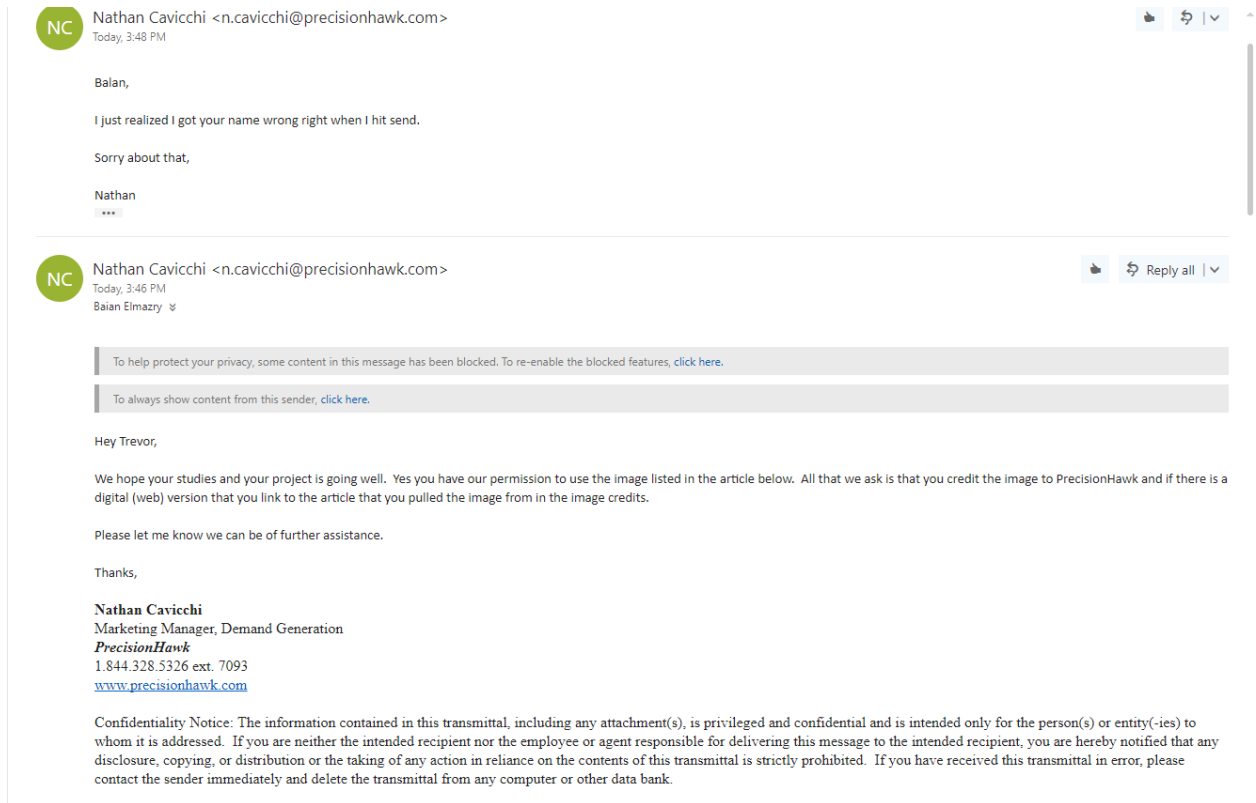 NC
Nathan Cavicchi <n.cavicchi@precisionhawk.com>
Today, 3:48 PM
Balan,
I just realized I got your name wrong right when I hit send.
Sorry about that,
Nathan
•••
NC
Nathan Cavicchi <n.cavicchi@precisionhawk.com>
Reply all
Today, 3:46 PM
Baian Elmazry
To help protect your privacy, some content in this message has been blocked. To re-enable the blocked features, click here.
To always show content from this sender, click here.
Hey Trevor,
We hope your studies and your project is going well.  Yes you have our permission to use the image listed in the article below.  All that we ask is that you credit the image to PrecisionHawk and if there is a
digital (web) version that you link to the article that you pulled the image from in the image credits.
Please let me know we can be of further assistance.
Thanks,
Nathan Cavicchi
Marketing Manager, Demand Generation
PrecisionHawk
1.844.328.5326 ext. 7093
www.precisionhawk.com
Confidentiality Notice: The information contained in this transmittal, including any attachment(s), is privileged and confidential and is intended only for the person(s) or entity(-ies) to
whom it is addressed.  If you are neither the intended recipient nor the employee or agent responsible for delivering this message to the intended recipient, you are hereby notified that any
disclosure, copying, or distribution or the taking of any action in reliance on the contents of this transmittal is strictly prohibited.  If you have received this transmittal in error, please
contact the sender immediately and delete the transmittal from any computer or other data bank.